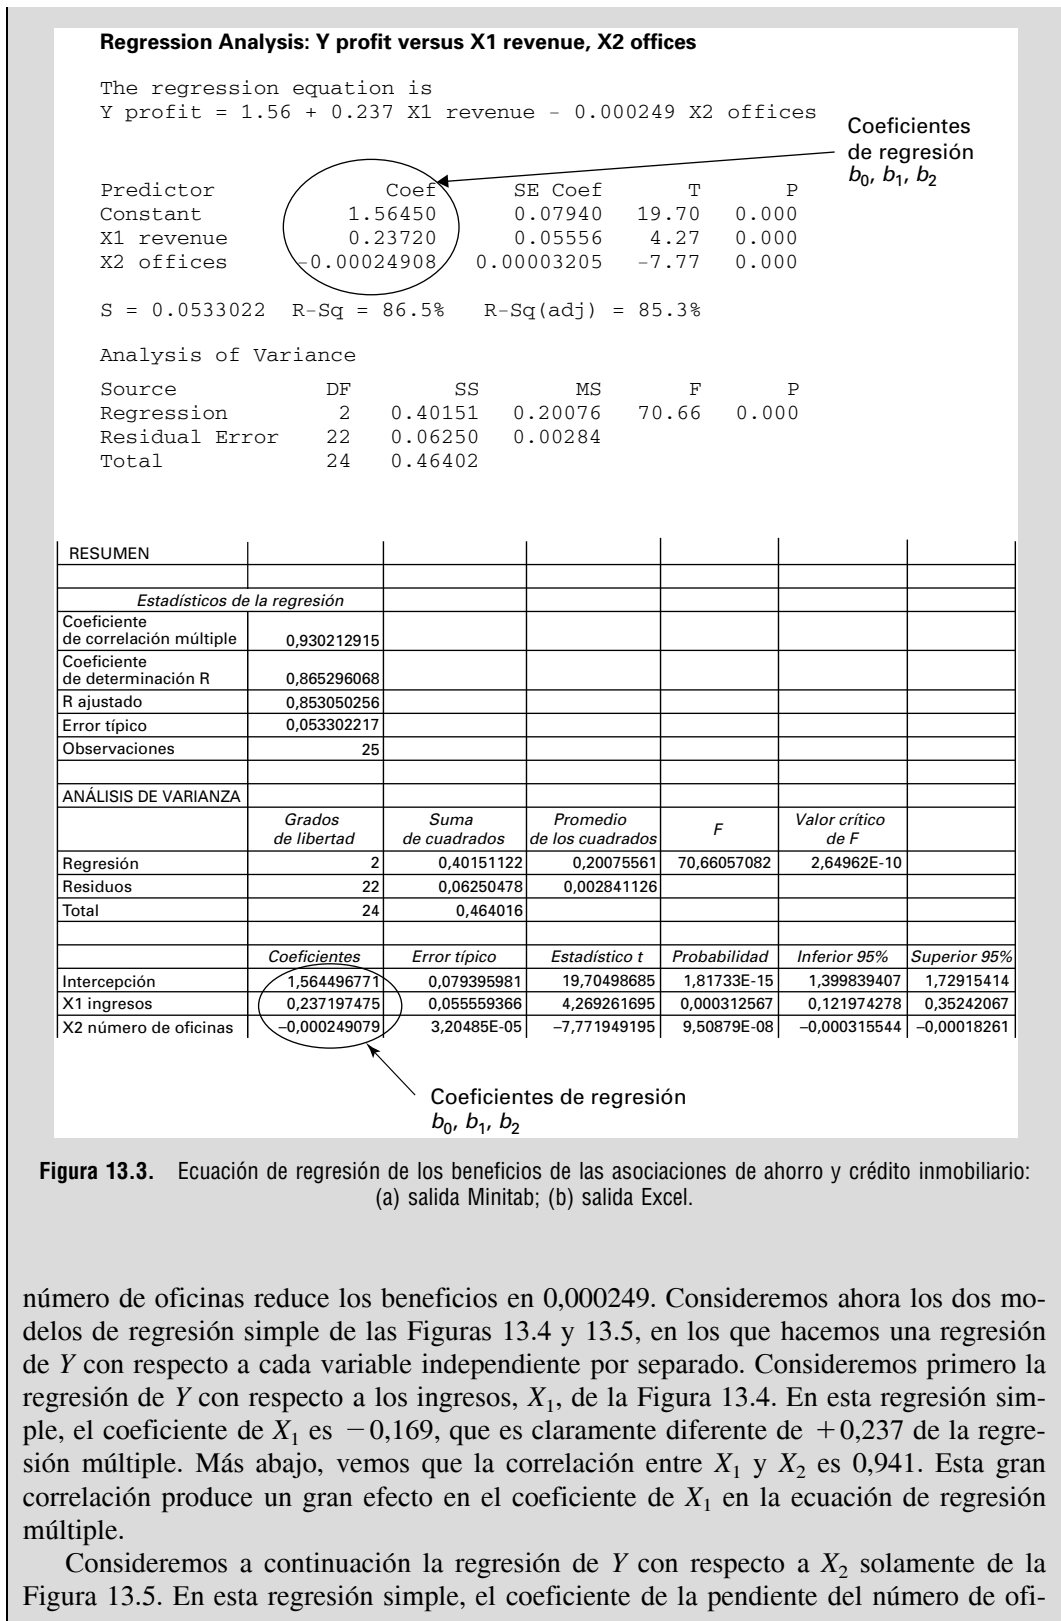 Regression Analysis: Y profit versus X1 revenue, X2 offices
The regression equation is
Y profit = 1.56 + 0.237 X1 revenue - 0.000249 X2 offices
Coeficientes
de regresión
b0, b1, b2
Predictor Coef SE Coef T P
Constant 1.56450 0.07940 19.70 0.000
X1 revenue 0.23720 0.05556 4.27 0.000
X2 offices -0.00024908 0.00003205 -7.77 0.000
S = 0.0533022 R-Sq = 86.5% R-Sq(adj) = 85.3%
Analysis of Variance
Source DF SS MS F P
Regression 2 0.40151 0.20076 70.66 0.000
Residual Error 22 0.06250 0.00284
Total 24 0.46402
RESUMEN
Estadísticos de la regresión
Coeficiente
de correlación múltiple 0,930212915
Coeficiente
de determinación R 0,865296068
R ajustado 0,853050256
Error típico 0,053302217
Observaciones 25
ANÁLISIS DE VARIANZA
Grados Suma Promedio F Valor crítico
de libertad de cuadrados de los cuadrados de F
Regresión 2 0,40151122 0,20075561 70,66057082 2,64962E-10
Residuos 22 0,06250478 0,002841126
Total 24 0,464016
Coeficientes Error típico Estadístico t Probabilidad Inferior 95% Superior 95%
Intercepción 1,564496771 0,079395981 19,70498685 1,81733E-15 1,399839407 1,72915414
X1 ingresos 0,237197475 0,055559366 4,269261695 0,000312567 0,121974278 0,35242067
X2 número de oficinas −0,000249079 3,20485E-05 −7,771949195 9,50879E-08 −0,000315544 −0,00018261
Coeficientes de regresión
b0, b1, b2
Figura 13.3. Ecuación de regresión de los beneficios de las asociaciones de ahorro y crédito inmobiliario:
(a) salida Minitab; (b) salida Excel.
número de oficinas reduce los beneficios en 0,000249. Consideremos ahora los dos mo-
delos de regresión simple de las Figuras 13.4 y 13.5, en los que hacemos una regresión
de Y con respecto a cada variable independiente por separado. Consideremos primero la
regresión de Y con respecto a los ingresos, X1, de la Figura 13.4. En esta regresión sim-
ple, el coeficiente de X1 es −0,169, que es claramente diferente de +0,237 de la regre-
sión múltiple. Más abajo, vemos que la correlación entre X1 y X2 es 0,941. Esta gran
correlación produce un gran efecto en el coeficiente de X1 en la ecuación de regresión
múltiple.
Consideremos a continuación la regresión de Y con respecto a X2 solamente de la
Figura 13.5. En esta regresión simple, el coeficiente de la pendiente del número de ofi-